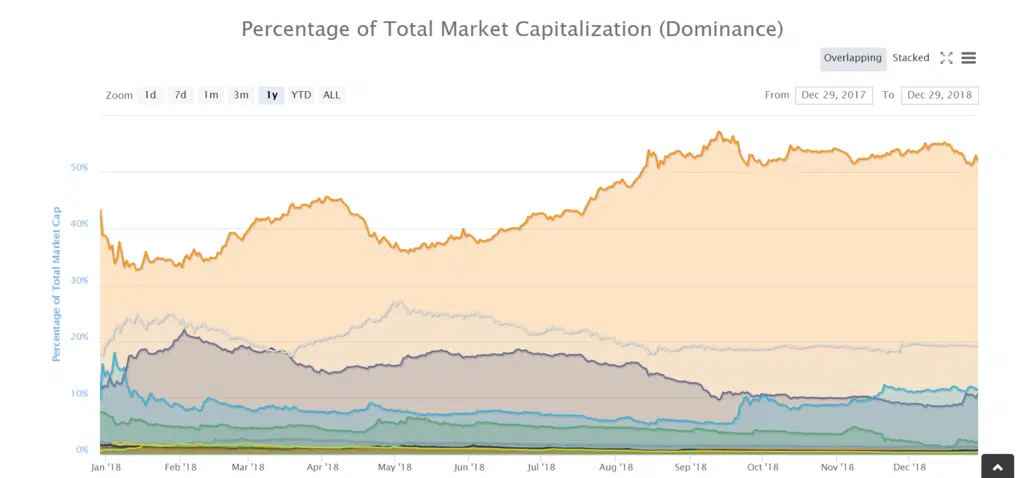 Percentage of Total Market Capitalization (Dominance)
Overlapping Stacked
Zoom 1d 7d 1m 3m 1y YTD ALL From Dec 29, 2017 To Dec 29, 2018
Percentage of Total Market Cap
50%
40%
30%
20%
10%
0%
Jan '18 Feb '18 Mar '18 Apr '18 May '18 Jun '18 Jul '18 Aug '18 Sep '18 Oct '18 Nov '18 Dec '18